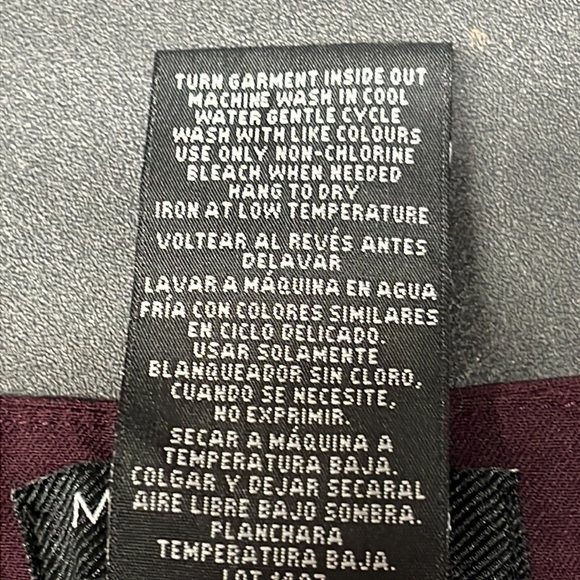 TURN GARMENT INSIDE OUT
MACHINE WASH IN COOL
WATER GENTLE CYCLE
WASH WITH LIKE COLOURS
USE ONLY NON-CHLORINE
BLEACH WHEN NEEDED
HANG TO DRY
IRON AT LOW TEMPERATURE
VOLTEAR AL REVÉS ANTES
DELAVAR
LAVAR A MÁQUINA EN AGUA
FRÍA CON COLORES SIMILARES
EN CICLO DELICADO.
USAR SOLAMENTE
BLANQUEADOR SIN CLORO,
CUANDO SE NECESITE,
NO EXPRIMIR.
SECAR A MÁQUINA A
TEMPERATURA BAJA.
COLGAR Y DEJAR SECARAL
AIRE LIBRE BAJO SOMBRA.
PLANCHARA
TEMPERATURA BAJA.
LOT
M